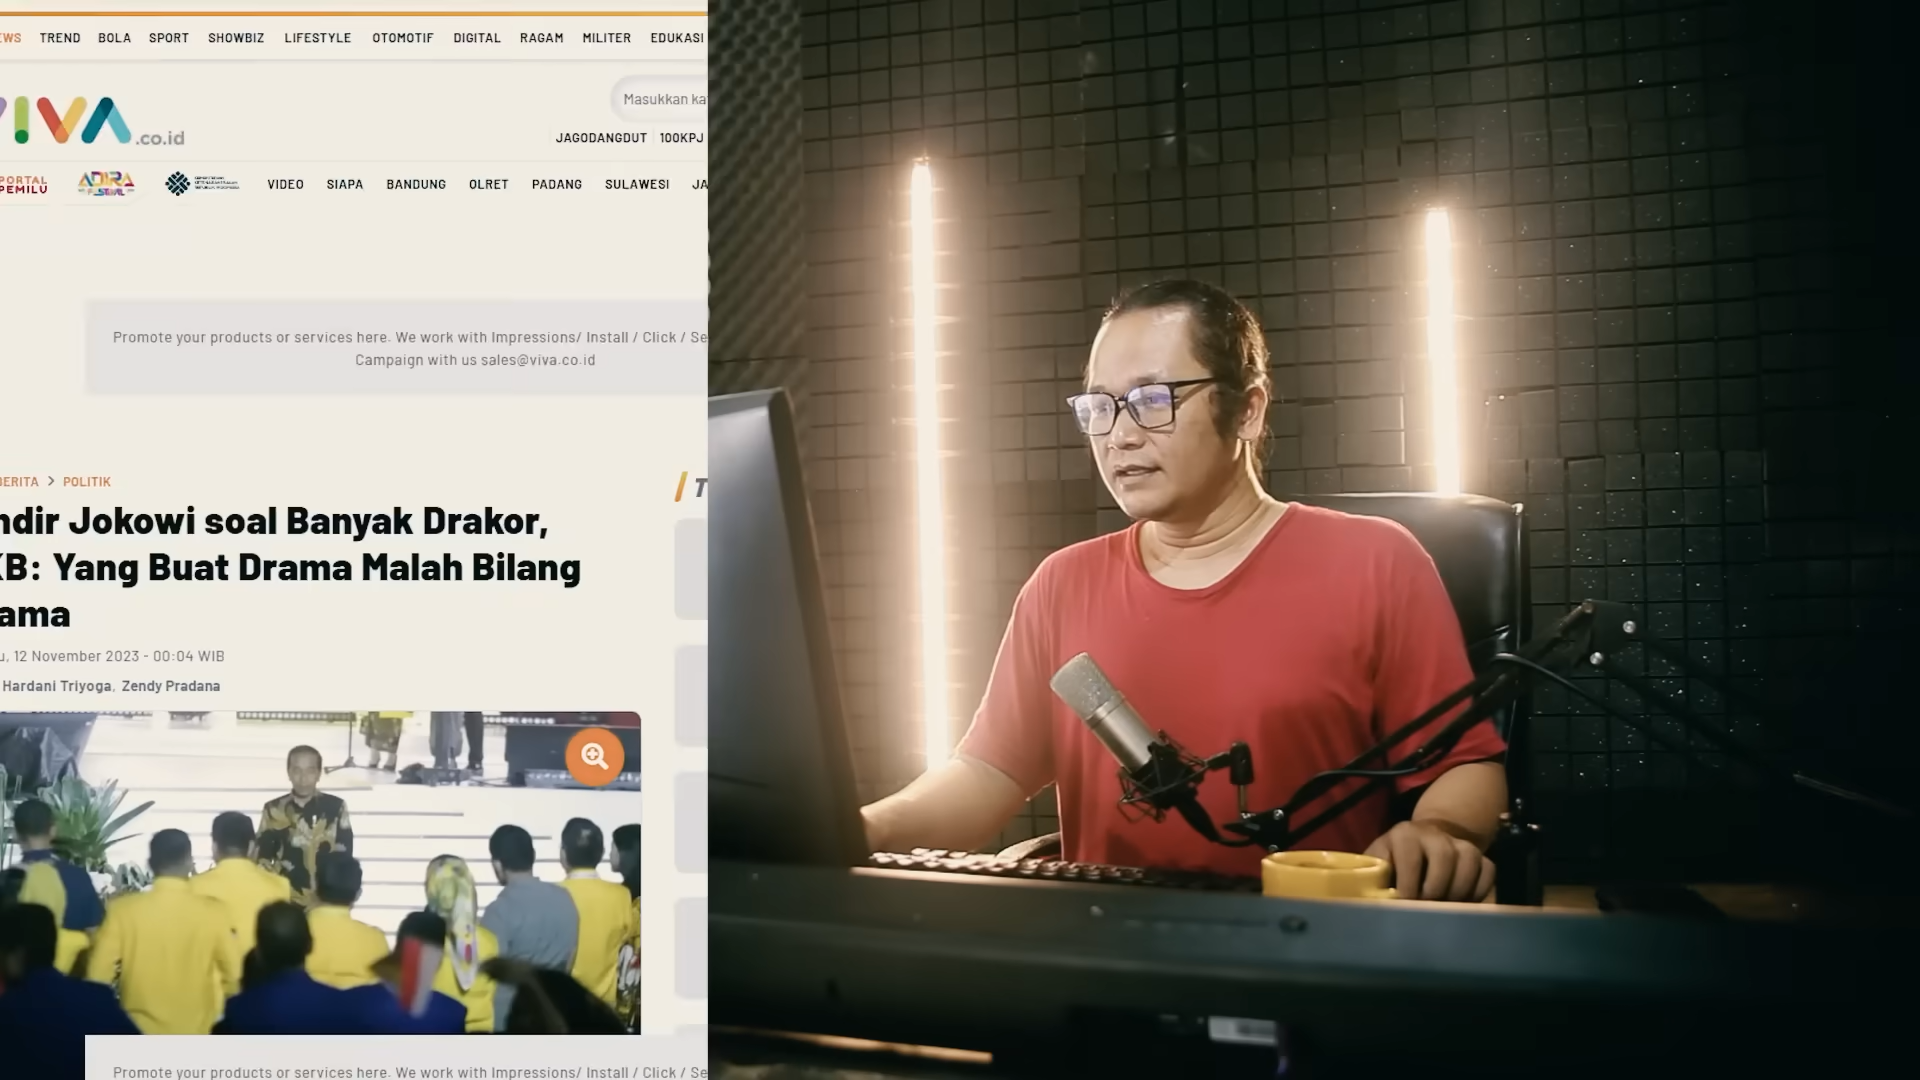 EWS TREND BOLA SPORT SHOWBIZ LIFESTYLE OTOMOTIF DIGITAL RAGAM MILITER EDUKASI
VIVA.co.id
Masukkan ka
JAGODANGDUT 100KPJ
PORTAL
PEMILU
ADIRA
FESTIVAL
VIDEO SIAPA BANDUNG OLRET PADANG SULAWESI JA
Promote your products or services here. We work with Impressions/ Install / Click / Se
Campaign with us sales@viva.co.id
BERITA > POLITIK
ndir Jokowi soal Banyak Drakor,
KB: Yang Buat Drama Malah Bilang
ama
u, 12 November 2023 - 00:04 WIB
Hardani Triyoga, Zendy Pradana
/ T
Promote your products or services here. We work with Impressions/ Install / Click / Se